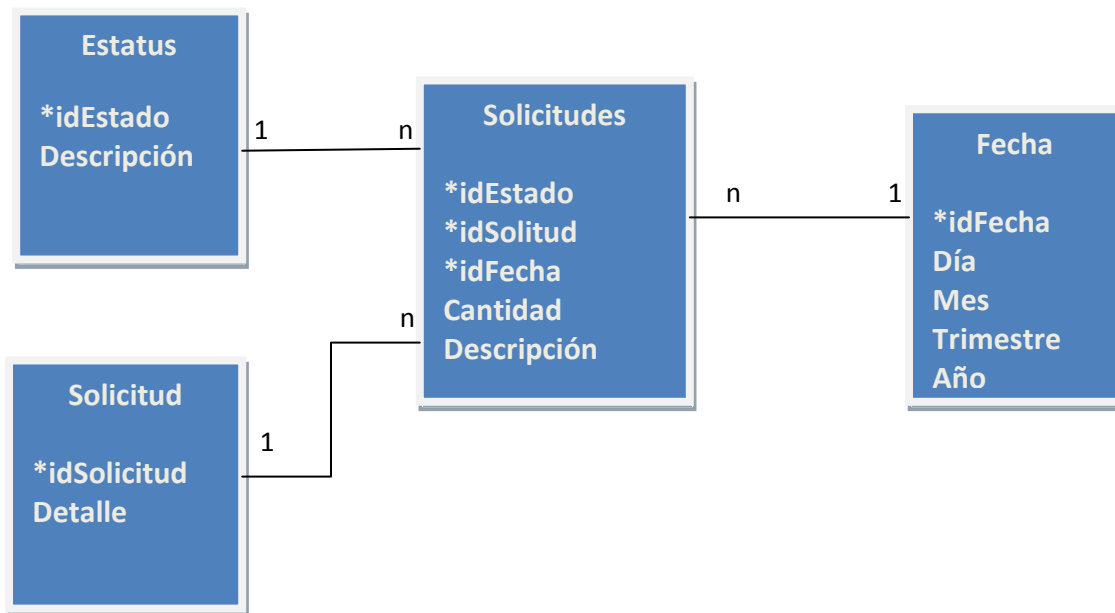 Estatus
*idEstado
Descripción
1
n
Solicitudes
*idEstado
*idSolitud
*idFecha
Cantidad
Descripción
n
1
Fecha
*idFecha
Día
Mes
Trimestre
Año
Solicitud
*idSolicitud
Detalle
1
n